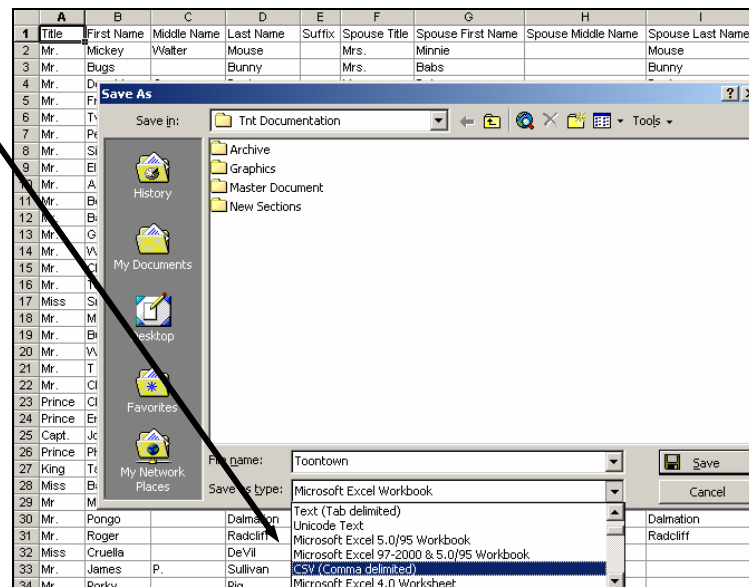 A B C D E F G H I
1 Title First Name Middle Name Last Name Suffix Spouse Title Spouse First Name Spouse Middle Name Spouse Last Name
2 Mr. Mickey Walter Mouse Mrs. Minnie Mouse
3 Mr. Bugs Bunny Mrs. Babs Bunny
4 Mr.
Save As
5 Mr. Fr
Save in: Tnt Documentation Tools
6 Mr.
7 Mr. Pe
8 Mr. Si Archive
9 Mr. El Graphics
10 Mr. A Master Document
History
11 Mr. New Sections
12
13 Mr G
14 Mr.
15 Mr. My Documents
16 Mr.
17 Miss
18 Mr. M
19 Mr. Desktop
20 Mr.
21 Mr. T
22 Mr. Cl
23 Prince Cl
Favorites
24 Prince
25 Capt.
26 Prince
File name: Toontown Save
27 King My Network
28 Miss Places Save as type: Microsoft Excel Workbook Cancel
29 Mr M
Text (Tab delimited)
30 Mr. Pongo Dalmation Unicode Text Dalmation
31 Mr. Roger Radcliff Microsoft Excel 5.0/95 Workbook Radcliff
32 Miss Cruella DeVil Microsoft Excel 97-2000 & 5.0/95 Workbook
33 Mr. James P. Sullivan CSV (Comma delimited)
34 Mr. Porky Pig Microsoft Excel 4.0 Worksheet